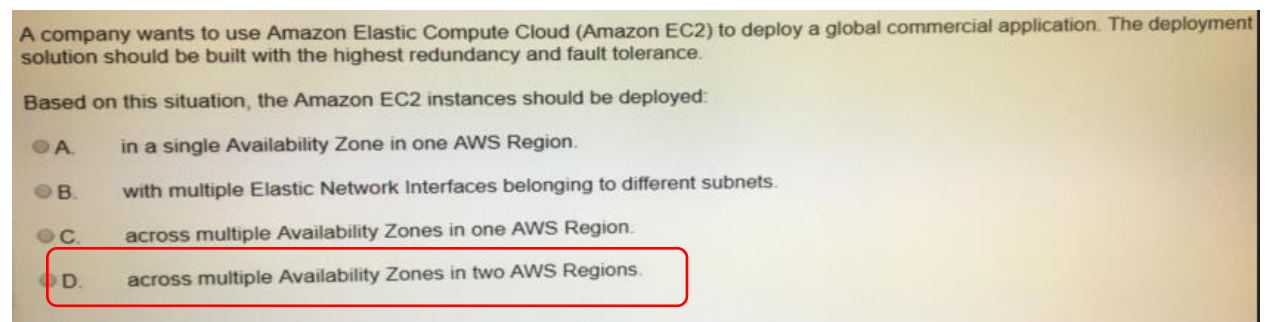 A company wants to use Amazon Elastic Compute Cloud (Amazon EC2) to deploy a global commercial application. The deployment
solution should be built with the highest redundancy and fault tolerance.
Based on this situation, the Amazon EC2 instances should be deployed:
A. in a single Availability Zone in one AWS Region.
B. with multiple Elastic Network Interfaces belonging to different subnets.
C. across multiple Availability Zones in one AWS Region.
D. across multiple Availability Zones in two AWS Regions.